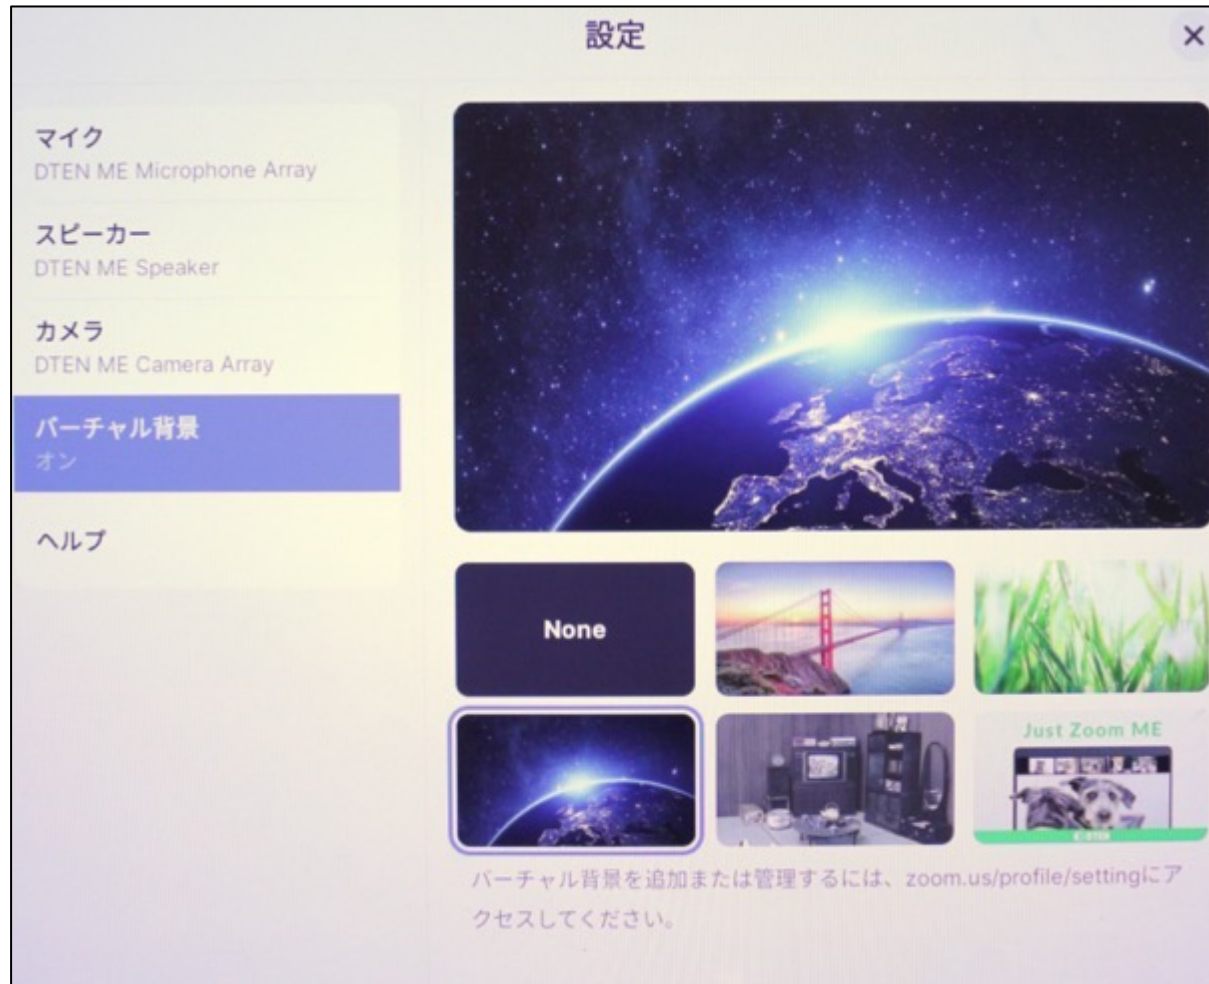 設定
マイク
DTEN ME Microphone Array
スピーカー
DTEN ME Speaker
カメラ
DTEN ME Camera Array
バーチャル背景
オン
ヘルプ
None
Just Zoom ME
DTEN
バーチャル背景を追加または管理するには、zoom.us/profile/settingにア
クセスしてください。